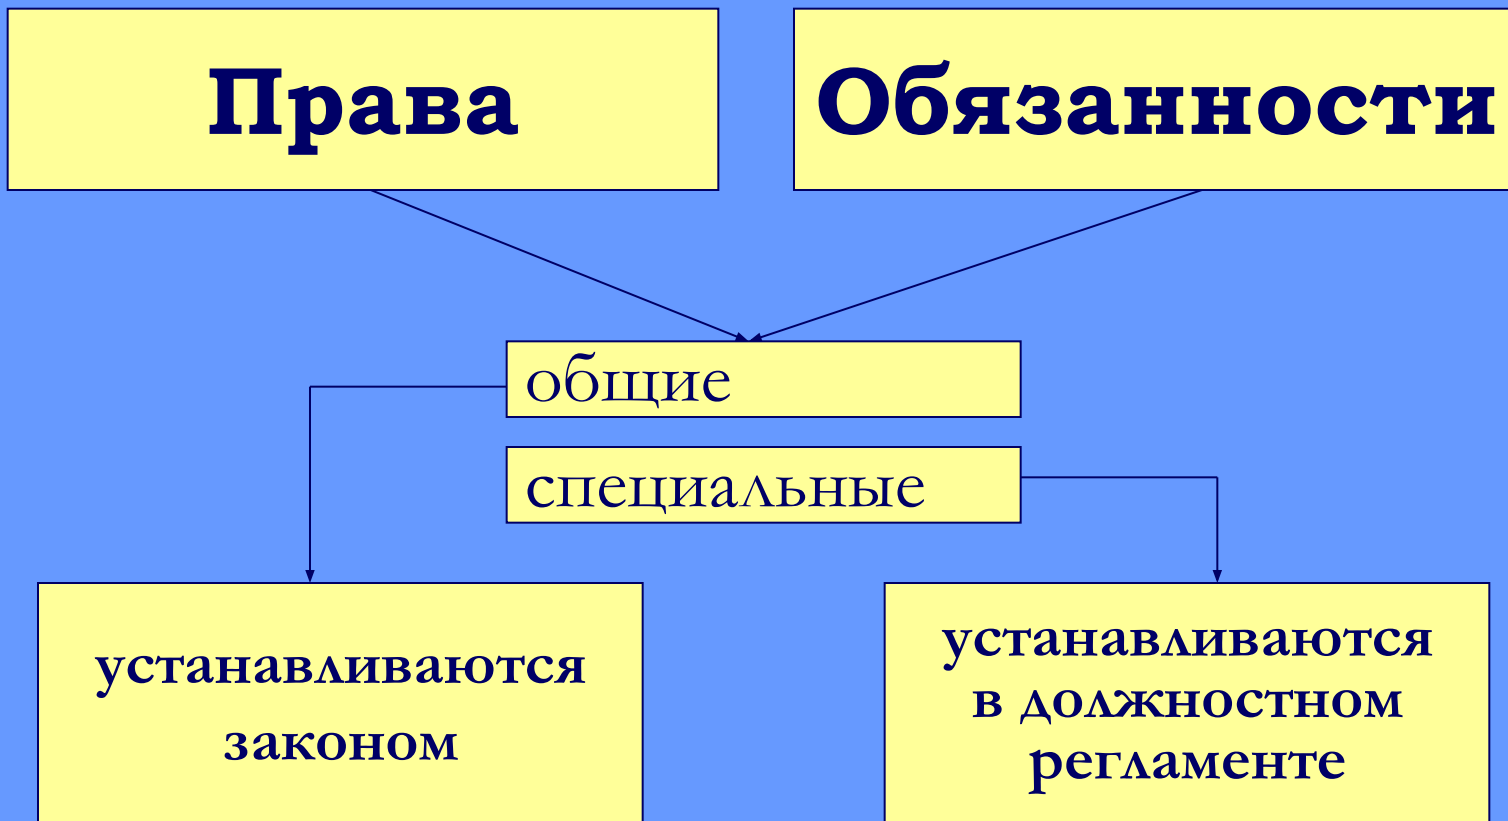 Права
Обязанности
общие
специальные
устанавливаются
законом
устанавливаются
в должностном
регламенте